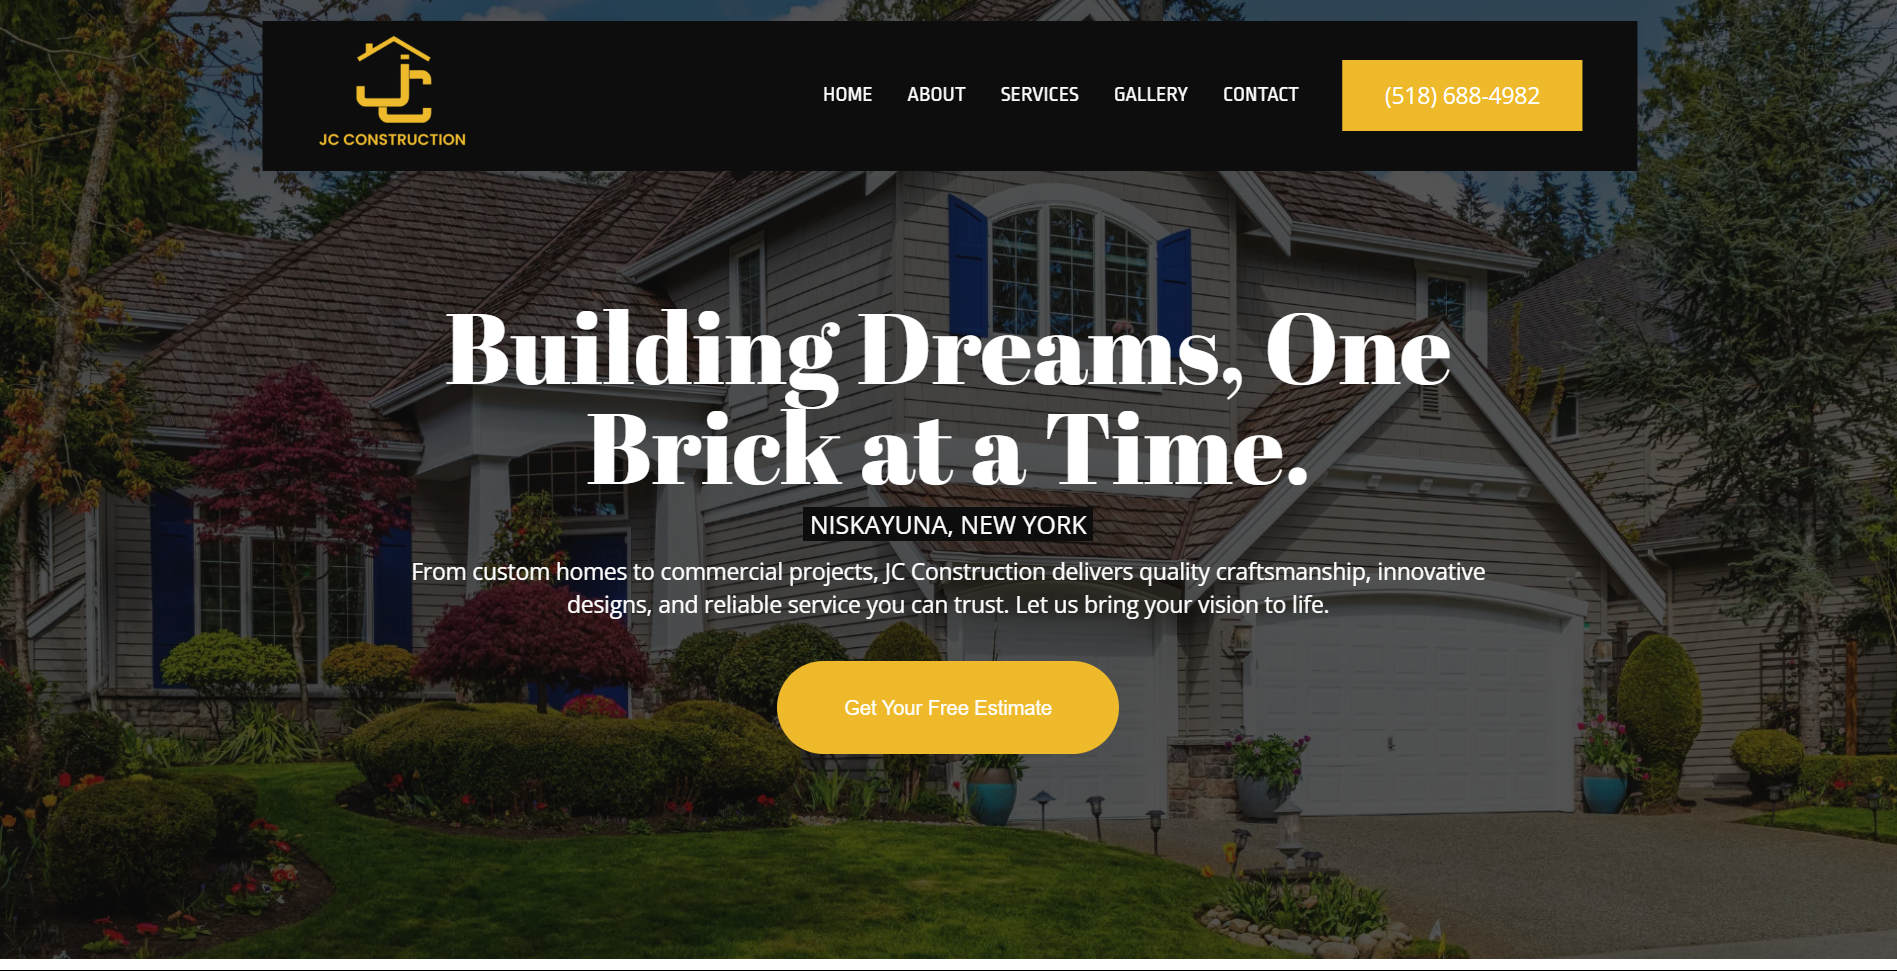 JC CONSTRUCTION
HOME ABOUT SERVICES GALLERY CONTACT (518) 688-4982
Building Dreams, One
Brick at a Time.
NISKAYUNA, NEW YORK
From custom homes to commercial projects, JC Construction delivers quality craftsmanship, innovative
designs, and reliable service you can trust. Let us bring your vision to life.
Get Your Free Estimate